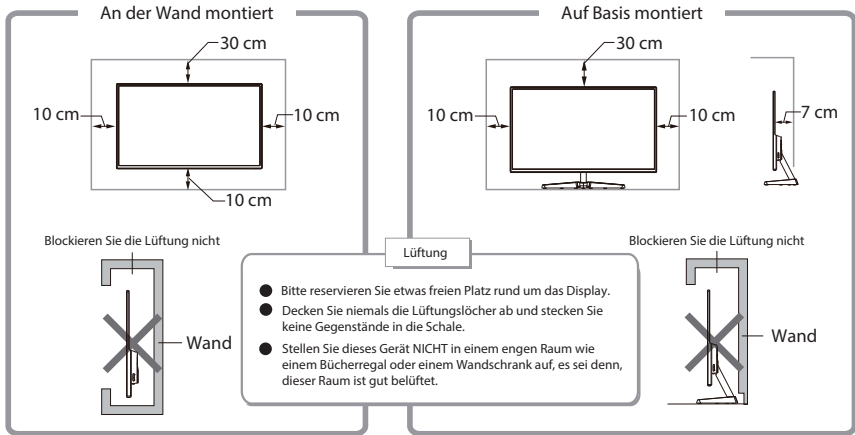 An der Wand montiert
30 cm
10 cm
10 cm
10 cm
Blockieren Sie die Lüftung nicht
Wand
Auf Basis montiert
30 cm
10 cm
10 cm
7 cm
Blockieren Sie die Lüftung nicht
Wand
Lüftung
● Bitte reservieren Sie etwas freien Platz rund um das Display.
● Decken Sie niemals die Lüftungslöcher ab und stecken Sie
keine Gegenstände in die Schale.
● Stellen Sie dieses Gerät NICHT in einem engen Raum wie
einem Bücherregal oder einem Wandschrank auf, es sei denn,
dieser Raum ist gut belüftet.